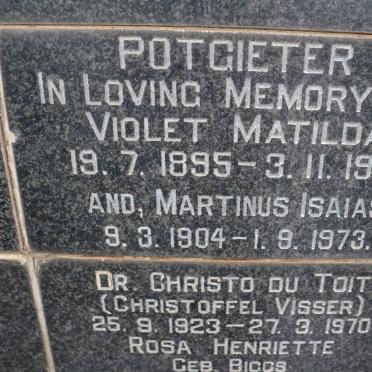 POTGIETER
IN LOVING MEMORY
VIOLET MATILDA
19. 7. 1895 – 3. 11. 19
AND, MARTINUS ISAIAS
9. 3. 1904 – 1. 9. 1973.
DR. CHRISTO DU TOIT
(CHRISTOFFEL VISSER)
25. 9. 1923 – 27. 3. 1970
ROSA HENRIETTE
GEB. BIGGS